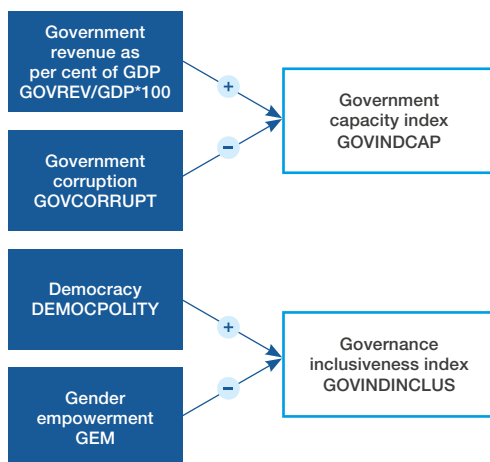 Government
revenue as
per cent of GDP
GOVREV/GDP*100
+
Government
capacity index
GOVINDCAP
–
Government
corruption
GOVCORRUPT
Democracy
DEMOCPOLITY
+
Governance
inclusiveness index
GOVINDINCLUS
–
Gender
empowerment
GEM